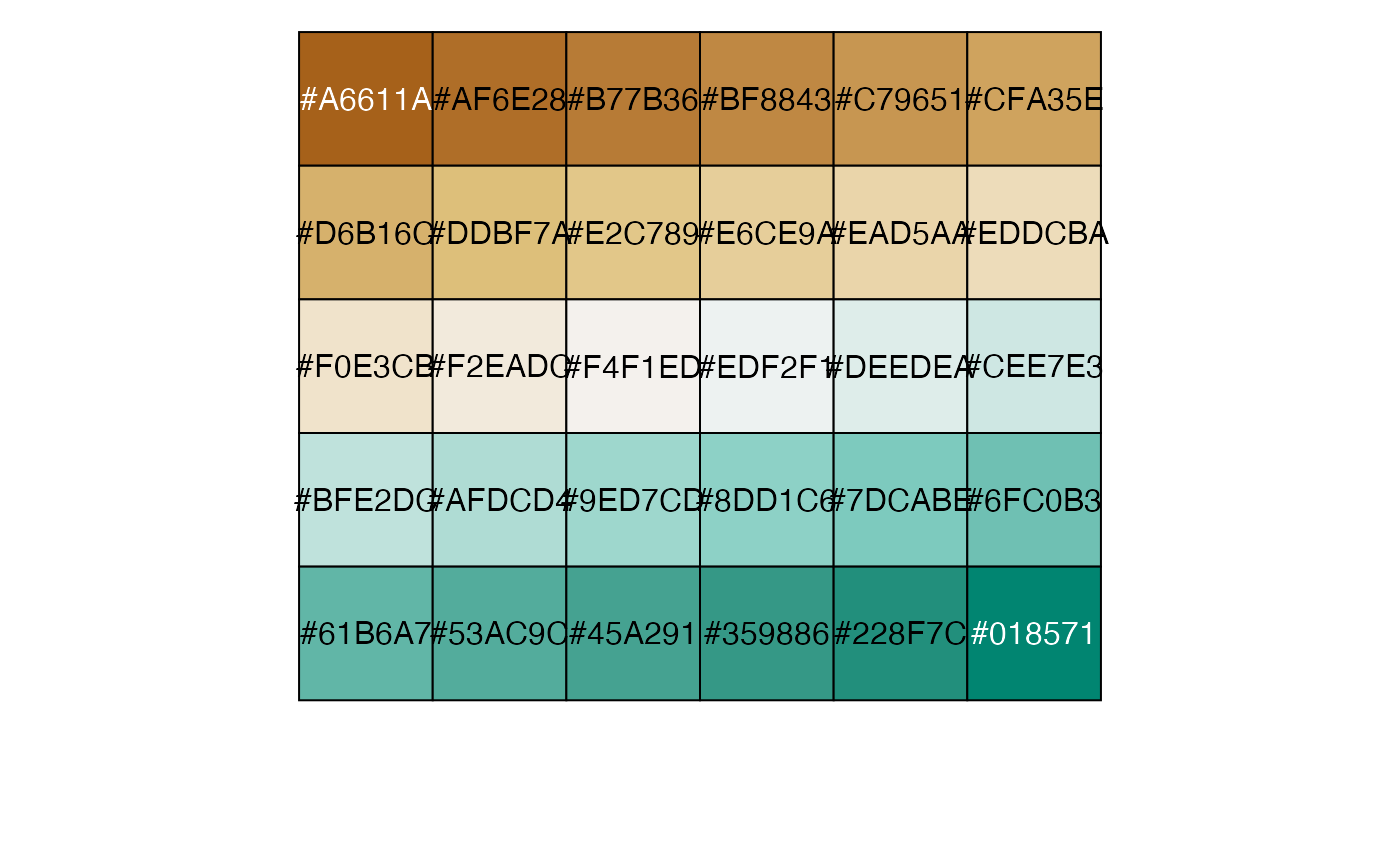 #A6611A #AF6E28 #B77B36 #BF8843 #C79651 #CFA35E
#D6B16C #DDBF7A #E2C789 #E6CE9A #EAD5AA #EDDCBA
#F0E3CB #F2EADC #F4F1ED #EDF2F1 #DEEDEA #CEE7E3
#BFE2DC #AFDCD4 #9ED7CD #8DD1C6 #7DCABE #6FC0B3
#61B6A7 #53AC9C #45A291 #359886 #228F7C #018571